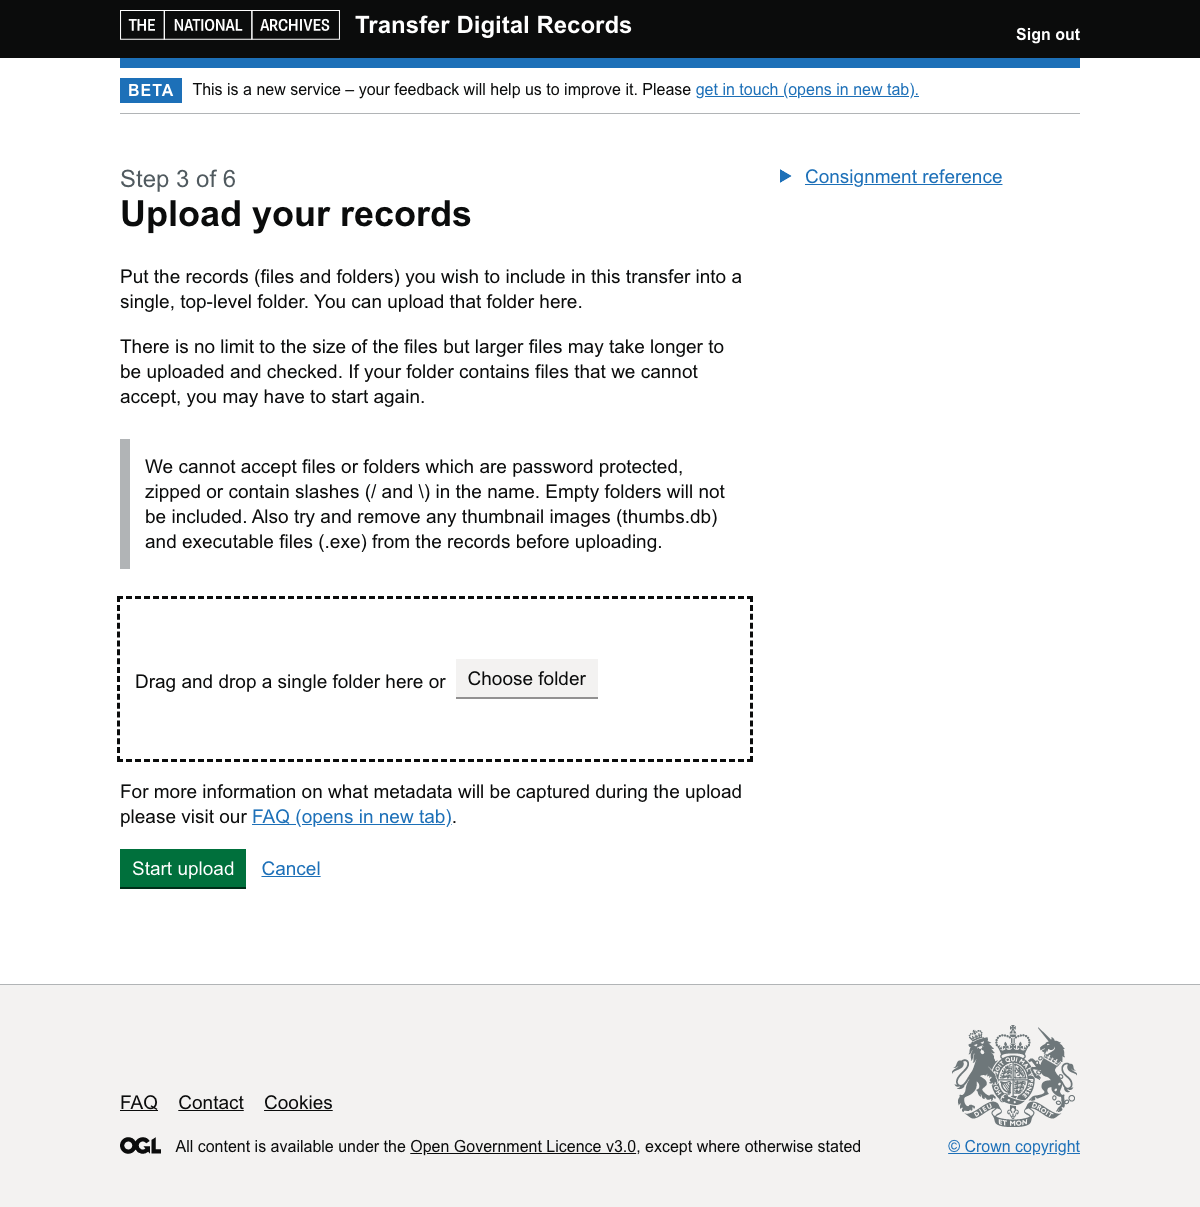 THE NATIONAL ARCHIVES Transfer Digital Records
Sign out
BETA This is a new service – your feedback will help us to improve it. Please get in touch (opens in new tab).
Step 3 of 6
Upload your records
Consignment reference
Put the records (files and folders) you wish to include in this transfer into a
single, top-level folder. You can upload that folder here.
There is no limit to the size of the files but larger files may take longer to
be uploaded and checked. If your folder contains files that we cannot
accept, you may have to start again.
We cannot accept files or folders which are password protected,
zipped or contain slashes (/ and \) in the name. Empty folders will not
be included. Also try and remove any thumbnail images (thumbs.db)
and executable files (.exe) from the records before uploading.
Drag and drop a single folder here or Choose folder
For more information on what metadata will be captured during the upload
please visit our FAQ (opens in new tab).
Start upload Cancel
FAQ Contact Cookies
OGL All content is available under the Open Government Licence v3.0, except where otherwise stated
DIEU ET MON DROIT
© Crown copyright